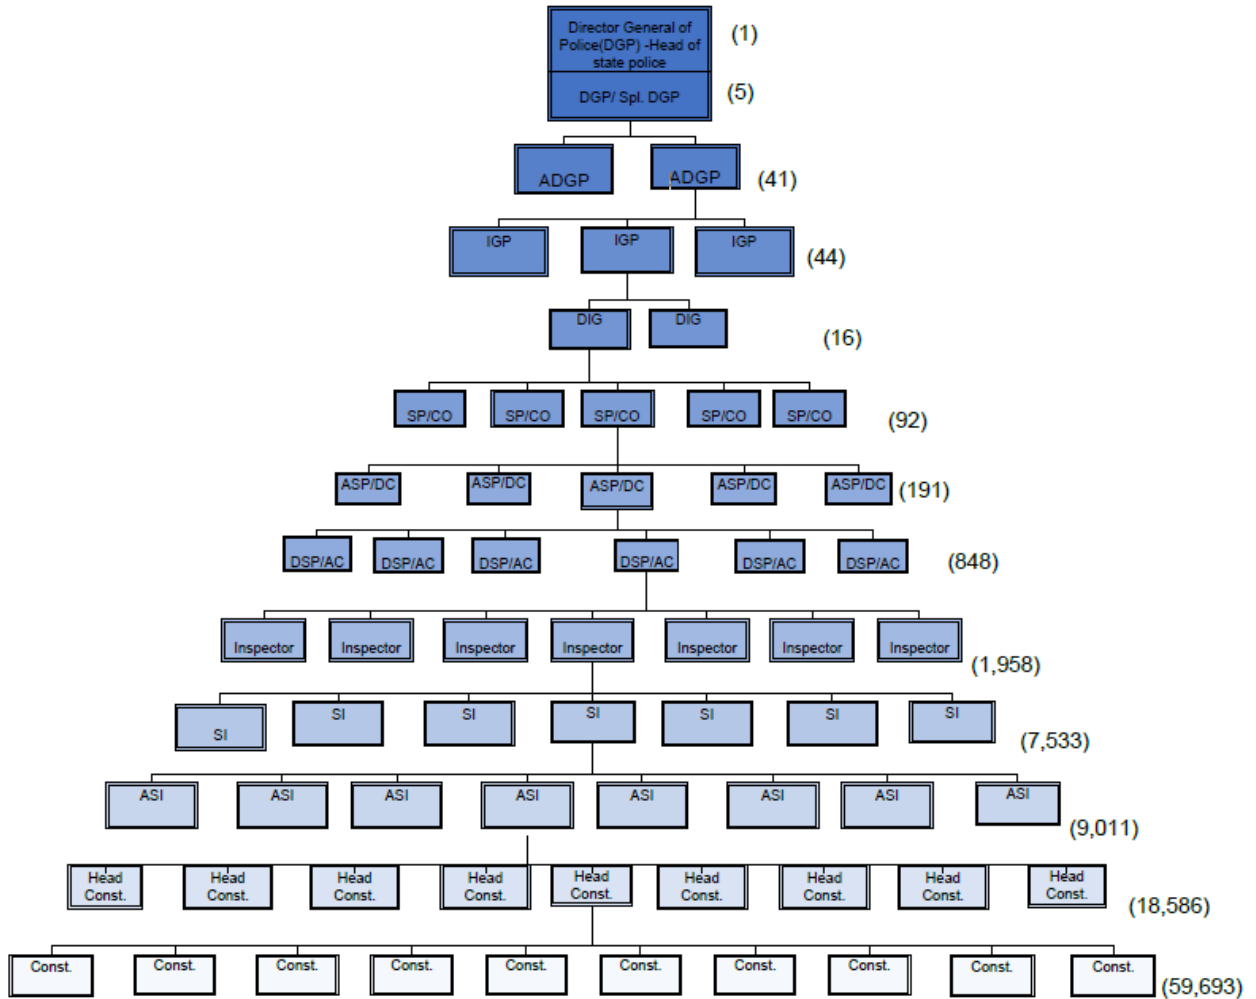 Director General of
Police(DGP) -Head of
state police
(1)
DGP/ Spl. DGP
(5)
ADGP
ADGP
(41)
IGP
IGP
IGP
(44)
DIG
DIG
(16)
SP/CO
SP/CO
SP/CO
SP/CO
SP/CO
(92)
ASP/DC
ASP/DC
ASP/DC
ASP/DC
ASP/DC
(191)
DSP/AC
DSP/AC
DSP/AC
DSP/AC
DSP/AC
DSP/AC
(848)
Inspector
Inspector
Inspector
Inspector
Inspector
Inspector
Inspector
(1,958)
SI
SI
SI
SI
SI
SI
SI
(7,533)
ASI
ASI
ASI
ASI
ASI
ASI
ASI
ASI
(9,011)
Head
Const.
Head
Const.
Head
Const.
Head
Const.
Head
Const.
Head
Const.
Head
Const.
Head
Const.
Head
Const.
(18,586)
Const.
Const.
Const.
Const.
Const.
Const.
Const.
Const.
Const.
Const.
(59,693)